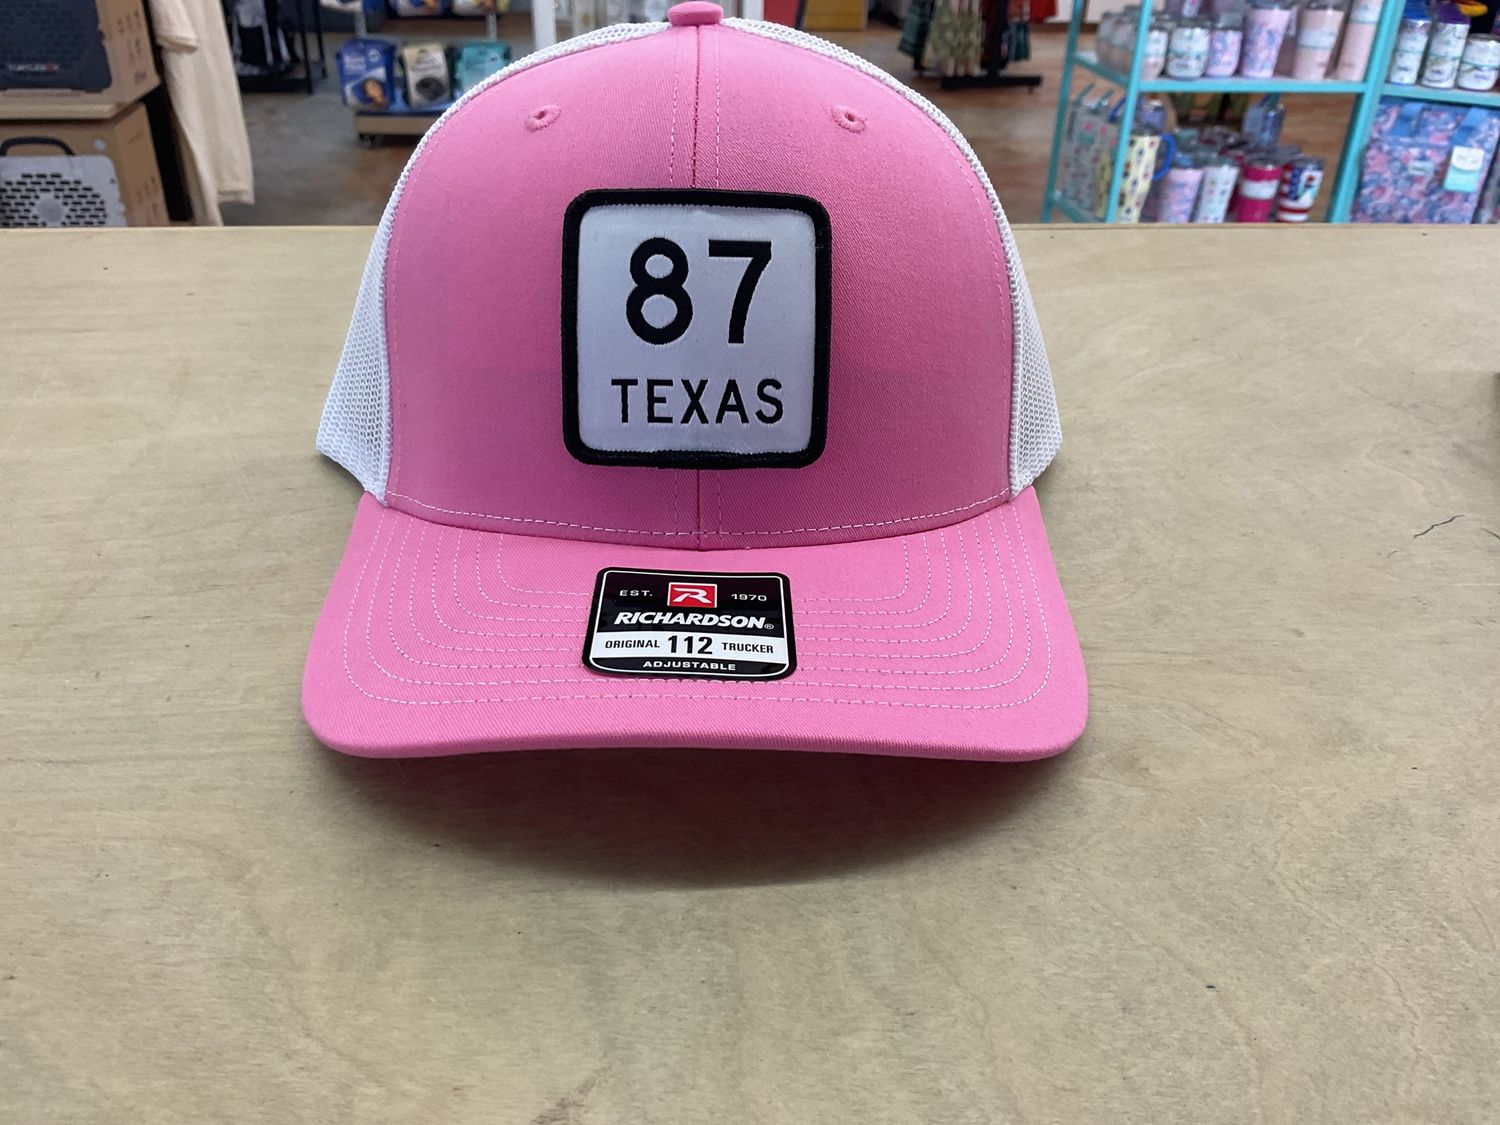 87
TEXAS
EST. R 1970
RICHARDSON®
ORIGINAL 112 TRUCKER
ADJUSTABLE